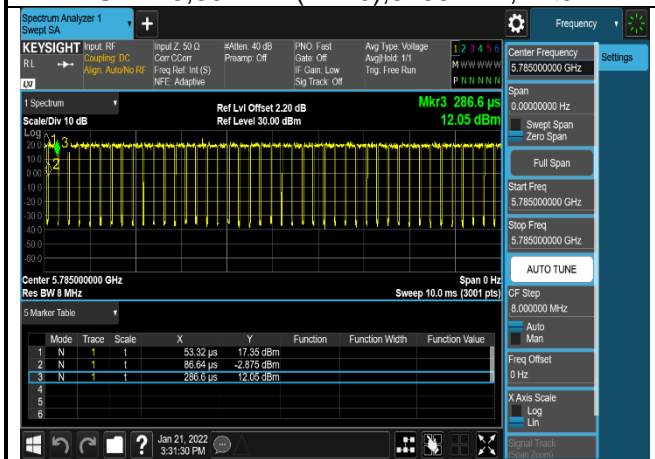 Spectrum Analyzer 1
Swept SA
+
Frequency
KEYSIGHT
Input: RF
Input Z: 50 Ω
#Atten: 40 dB
PNO: Fast
Avg Type: Voltage
1 2 3 4 5 6
RL
Coupling: DC
Corr CCorr
Preamp: Off
Gate: Off
Avg|Hold: 1/1
M W W W W W
Align: Auto/No RF
Freq Ref: Int (S)
IF Gain: Low
Trig: Free Run
LXI
NFE: Adaptive
Sig Track: Off
P N N N N N
1 Spectrum
Ref Lvl Offset 2.20 dB
Mkr3 286.6 µs
Scale/Div 10 dB
Ref Level 30.00 dBm
12.05 dBm
Log
20.0
10.0
0.00
-10.0
-20.0
-30.0
-40.0
-50.0
-60.0
1
3
2
Center 5.785000000 GHz
Span 0 Hz
Res BW 8 MHz
Sweep 10.0 ms (3001 pts)
5 Marker Table
Mode Trace Scale X Y Function Function Width Function Value
1 N 1 t 53.32 µs 17.35 dBm
2 N 1 t 86.64 µs -2.875 dBm
3 N 1 t 286.6 µs 12.05 dBm
4
5
6
?
Jan 21, 2022
3:31:30 PM
Settings
Center Frequency
5.785000000 GHz
Span
0.00000000 Hz
Swept Span
Zero Span
Full Span
Start Freq
5.785000000 GHz
Stop Freq
5.785000000 GHz
AUTO TUNE
CF Step
8.000000 MHz
Auto
Man
Freq Offset
0 Hz
X Axis Scale
Log
Lin
Signal Track
(Span Zoom)